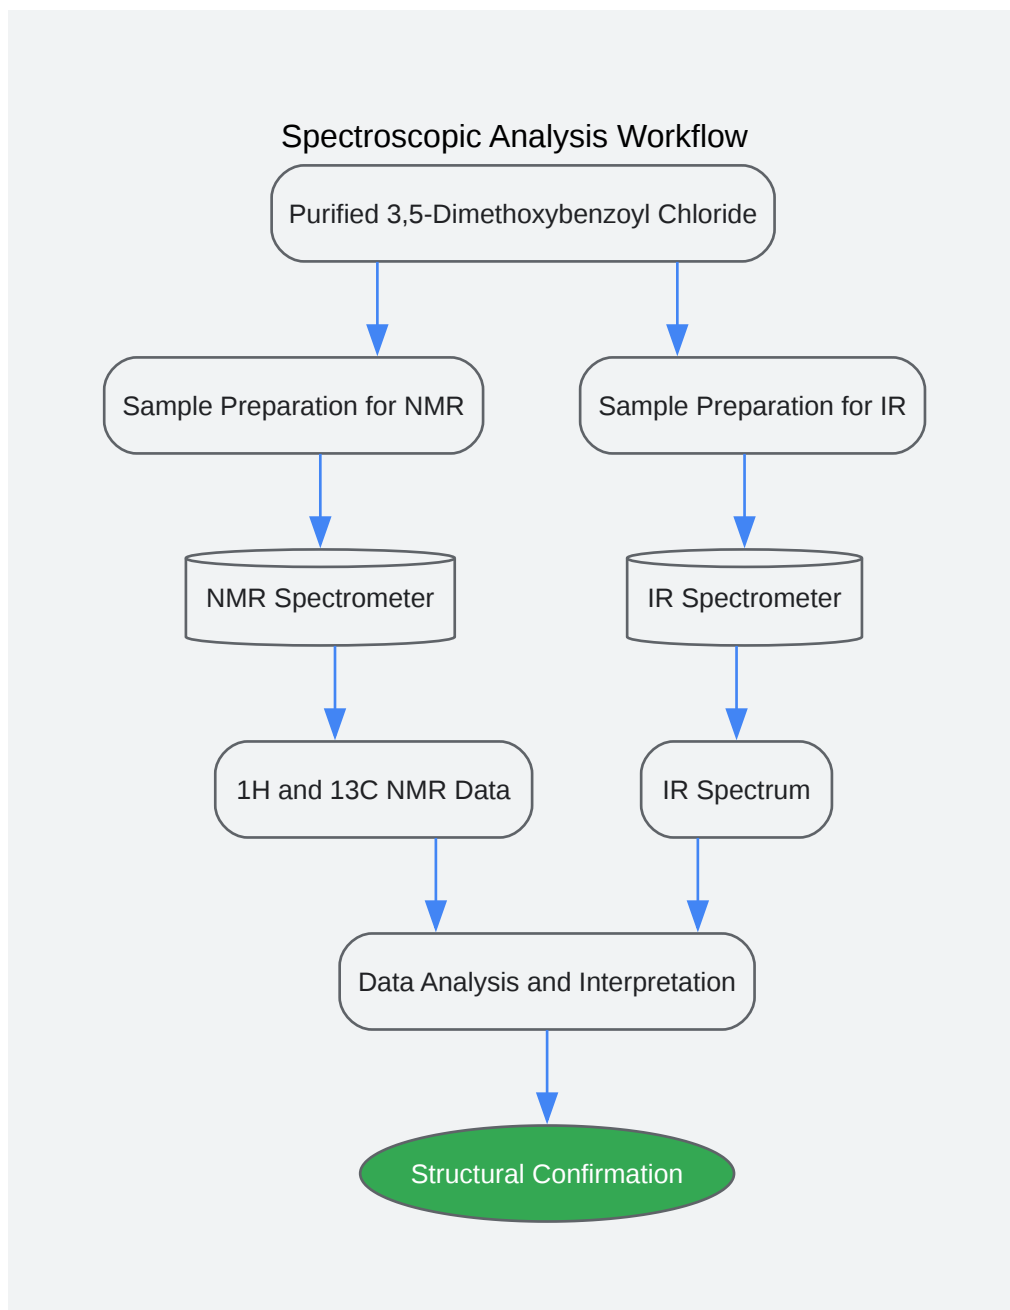 Spectroscopic Analysis Workflow
Purified 3,5-Dimethoxybenzoyl Chloride
Sample Preparation for NMR
Sample Preparation for IR
NMR Spectrometer
IR Spectrometer
1H and 13C NMR Data
IR Spectrum
Data Analysis and Interpretation
Structural Confirmation